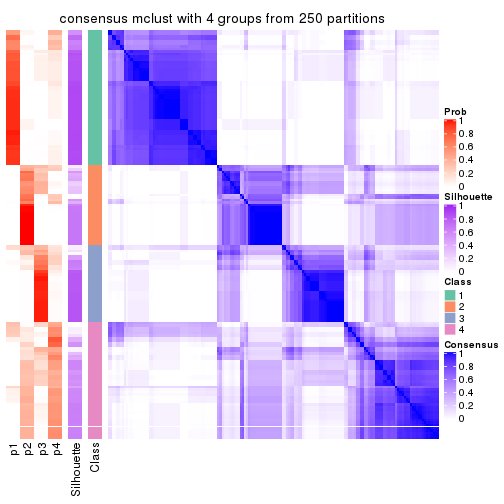 consensus mclust with 4 groups from 250 partitions
Prob
1
0.8
0.6
0.4
0.2
0
Silhouette
1
0.8
0.6
0.4
0.2
0
Class
1
2
3
4
Consensus
1
0.8
0.6
0.4
0.2
0
p1
p2
p3
p4
Silhouette
Class